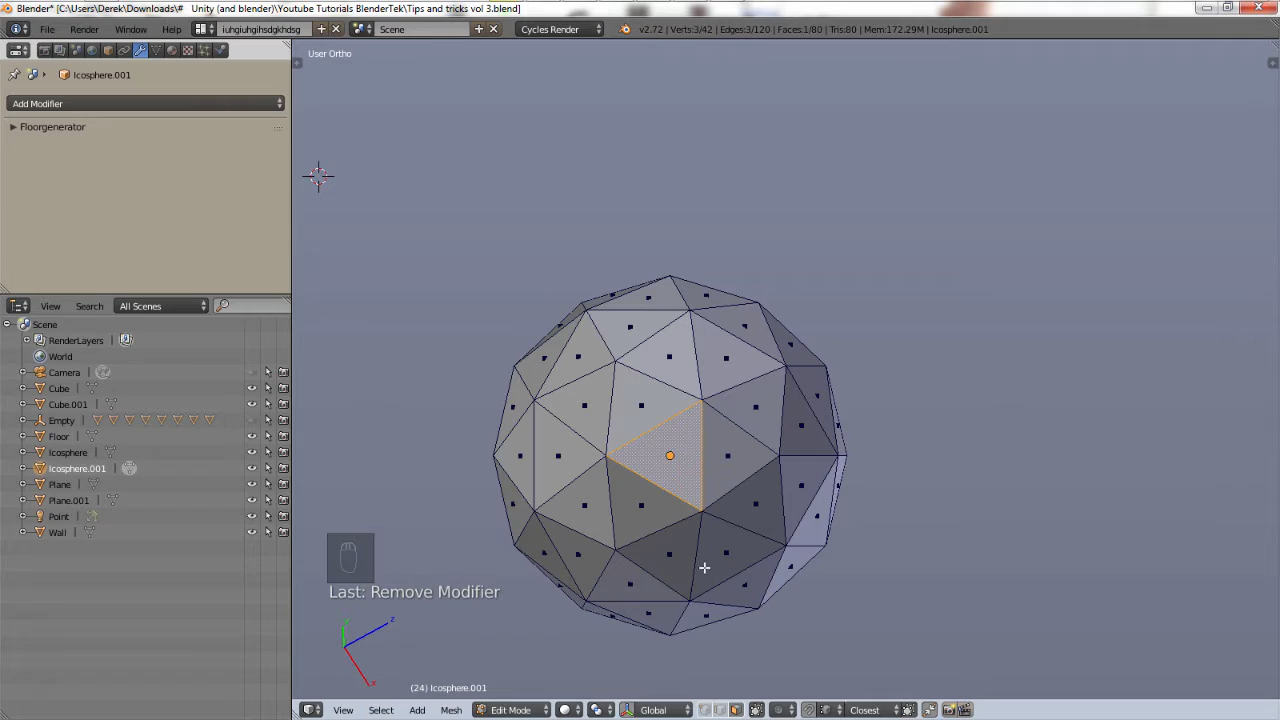 Blender* [C:\Users\Derek\Downloads\# Unity (and blender)\Youtube Tutorials BlenderTek\Tips and tricks vol 3.blend]
File Render Window Help iuhgiuhgihsdgkhdsg Scene Cycles Render v2.72 | Verts:3/42 | Edges:3/120 | Faces:1/80 | Tris:80 | Mem:172.29M | Icosphere.001
User Ortho
Icosphere.001
Add Modifier
Floorgenerator
View Search All Scenes
Scene
RenderLayers
World
Camera
Cube
Cube.001
Empty
Floor
Icosphere
Icosphere.001
Plane
Plane.001
Point
Wall
Last: Remove Modifier
y
z
x
(24) Icosphere.001
View Select Add Mesh Edit Mode Global Closest